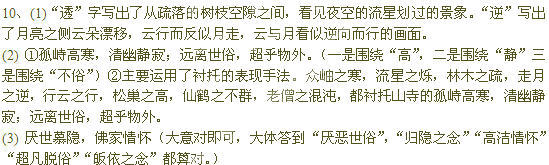 10、(1)“透”字写出了从疏落的树枝空隙之间，看见夜空的流星划过的景象。“逆”写出
了月亮之侧云朵漂移，云行而反似月走，云与月看似逆向而行的画面。
(2) ①孤峙高寒，清幽静寂；远离世俗，超乎物外。（一是围绕“高”，二是围绕“静”三
是围绕“不俗”）②主要运用了衬托的表现手法。众岫之寒，流星之烁，林木之疏，走月
之逆，行云之行，松巢之高，仙鹤之不群，老僧之混沌，都衬托山寺的孤峙高寒，清幽静
寂；远离世俗，超乎物外。
(3) 厌世慕隐，佛家情怀（大意对即可，大体答到“厌恶世俗”，“归隐之念”“高洁情怀”
“超凡脱俗”“皈依之念”都算对。）